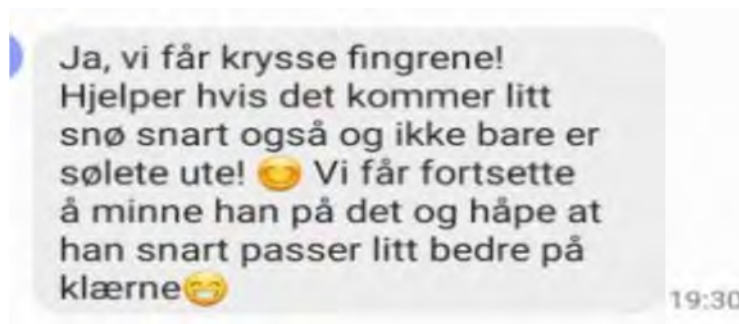 Ja, vi får krysse fingrene!
Hjelper hvis det kommer litt
snø snart også og ikke bare er
sølete ute! 😊 Vi får fortsette
å minne han på det og håpe at
han snart passer litt bedre på
klærne😁
19:30